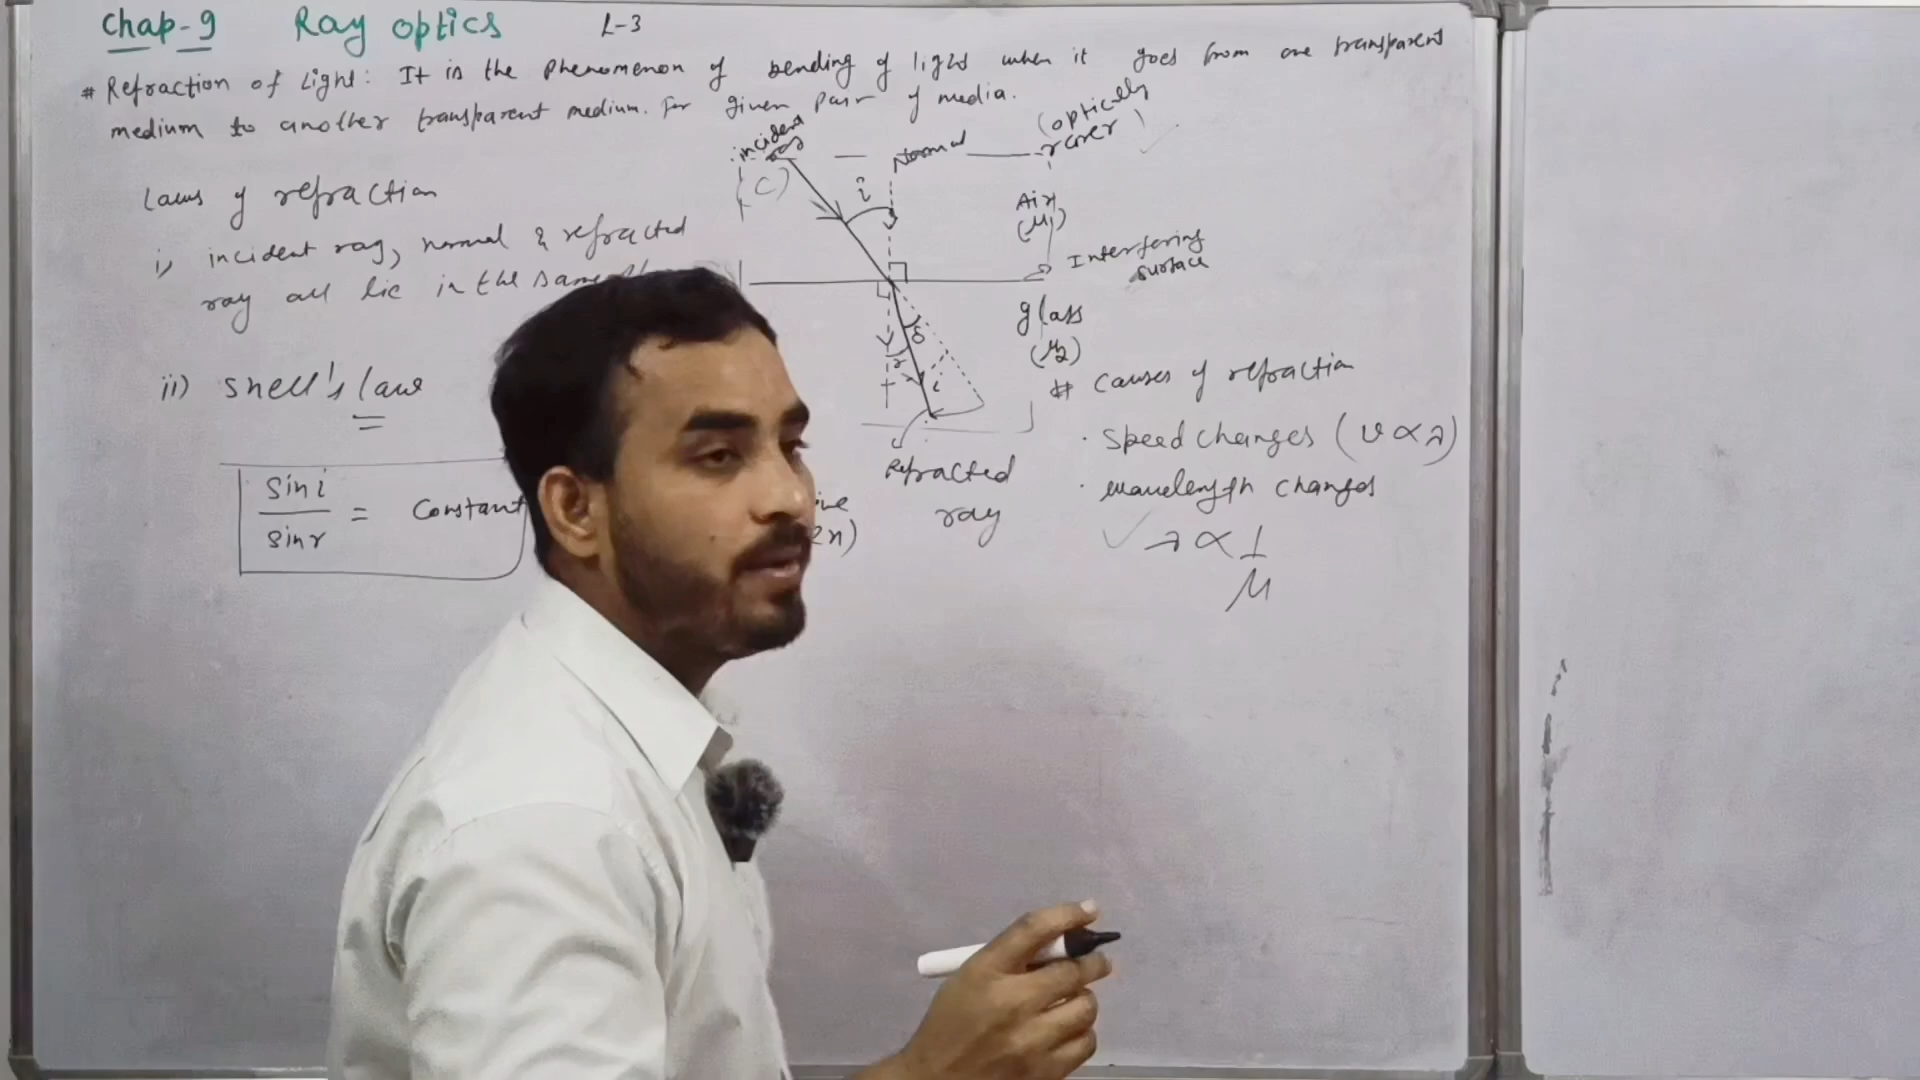 Chap-9 Ray optics L-3
# Refraction of Light: It is the Phenomenon of bending of light when it goes from one transparent
medium to another transparent medium. For given pair of media.
Laws of refraction
i) incident ray, normal & refracted
ray all lie in the same
ii) Snell's law
=
sin i / sin r = Constant
2n)
incident
ray
(C)
i
Normal
(optically
rarer)
Air
(μ1)
Interfering
surface
glass
(μ2)
δ
r
i
Refracted
ray
# Causes of refraction
· Speed changes (v ∝ λ)
· wavelength changes
✓ λ ∝ 1/μ